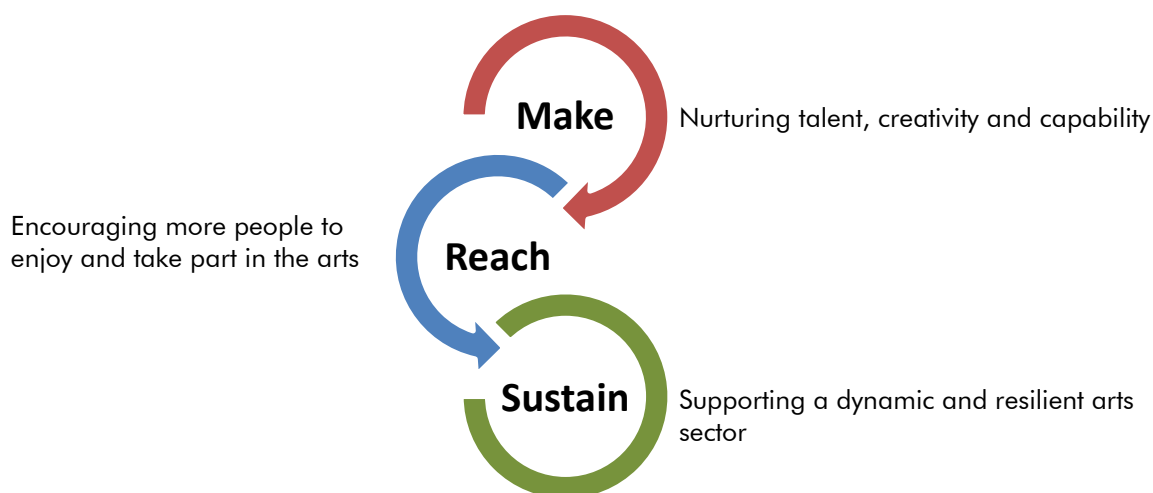 Make
Nurturing talent, creativity and capability
Encouraging more people to
enjoy and take part in the arts
Reach
Sustain
Supporting a dynamic and resilient arts
sector